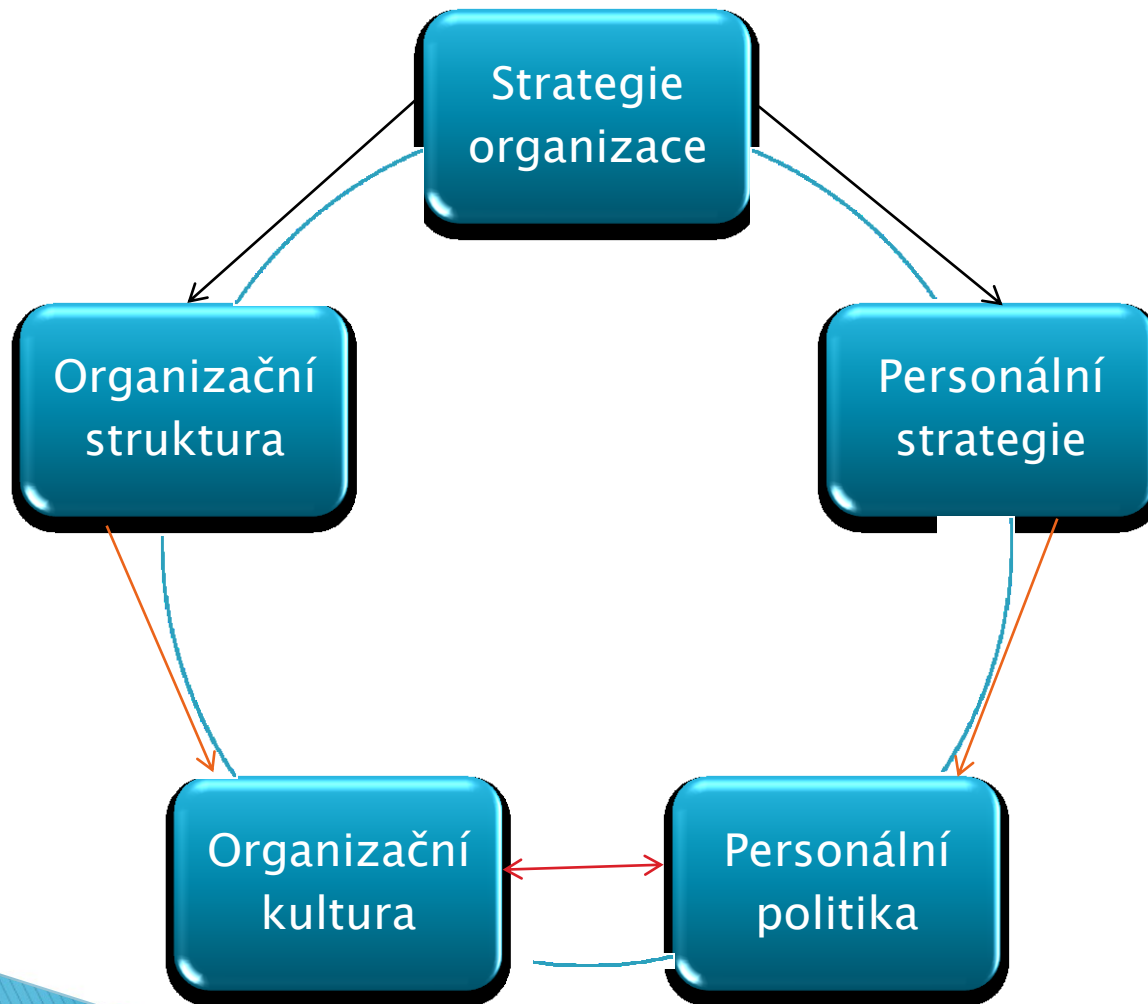 Strategie
organizace
Organizační
struktura
Personální
strategie
Organizační
kultura
Personální
politika